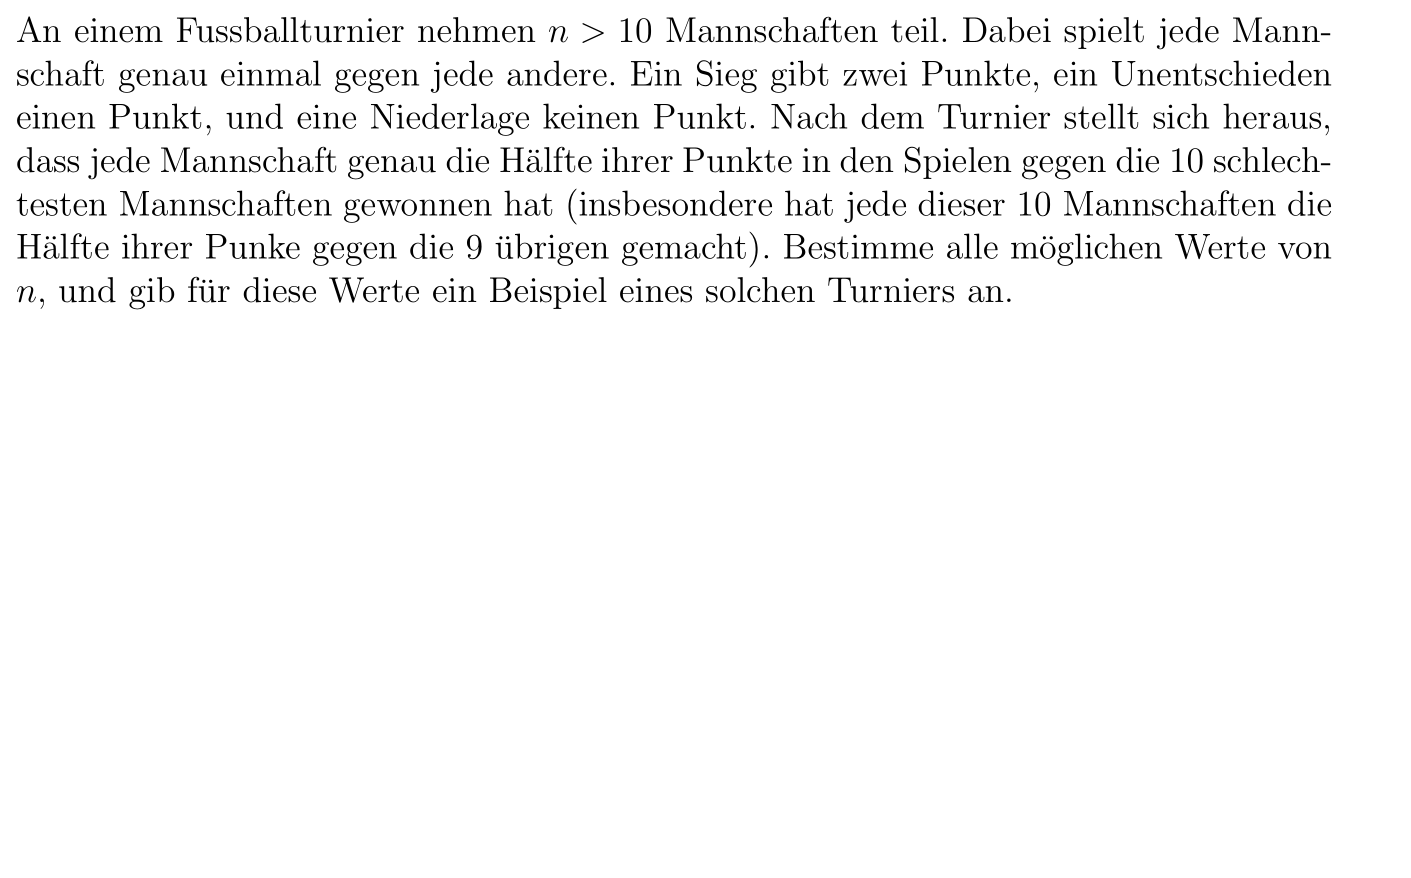 An einem Fussballturnier nehmen n > 10 Mannschaften teil. Dabei spielt jede Mann-
schaft genau einmal gegen jede andere. Ein Sieg gibt zwei Punkte, ein Unentschieden
einen Punkt, und eine Niederlage keinen Punkt. Nach dem Turnier stellt sich heraus,
dass jede Mannschaft genau die Hälfte ihrer Punkte in den Spielen gegen die 10 schlech-
testen Mannschaften gewonnen hat (insbesondere hat jede dieser 10 Mannschaften die
Hälfte ihrer Punke gegen die 9 übrigen gemacht). Bestimme alle möglichen Werte von
n, und gib für diese Werte ein Beispiel eines solchen Turniers an.